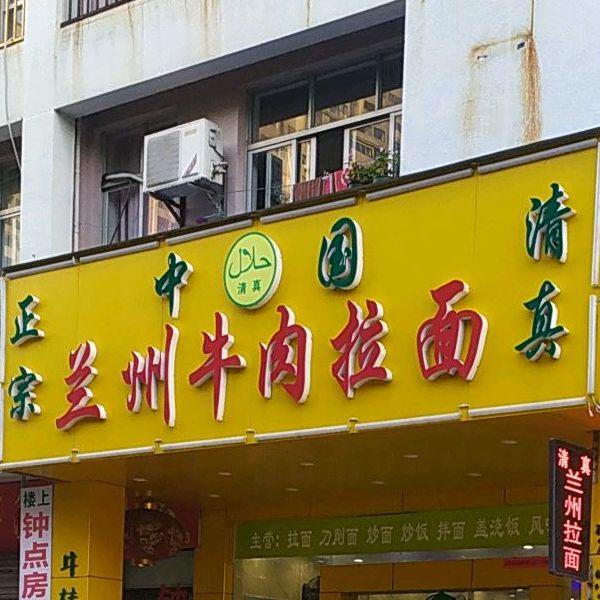 正宗
中国
حلال
清真
兰州牛肉拉面
清真
楼上
钟点房
主营：拉面 刀削面 炒面 炒饭 拌面 盖浇饭 风
清真
兰州拉面